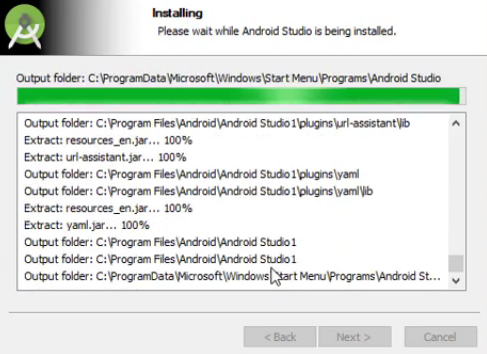 Installing
Please wait while Android Studio is being installed.
Output folder: C:\ProgramData\Microsoft\Windows\Start Menu\Programs\Android Studio
Output folder: C:\Program Files\Android\Android Studio1\plugins\url-assistant\lib
Extract: resources_en.jar... 100%
Extract: url-assistant.jar... 100%
Output folder: C:\Program Files\Android\Android Studio1\plugins\yaml
Output folder: C:\Program Files\Android\Android Studio1\plugins\yaml\lib
Extract: resources_en.jar... 100%
Extract: yaml.jar... 100%
Output folder: C:\Program Files\Android\Android Studio1
Output folder: C:\Program Files\Android\Android Studio1
Output folder: C:\ProgramData\Microsoft\Windows\Start Menu\Programs\Android St...
< Back Next > Cancel